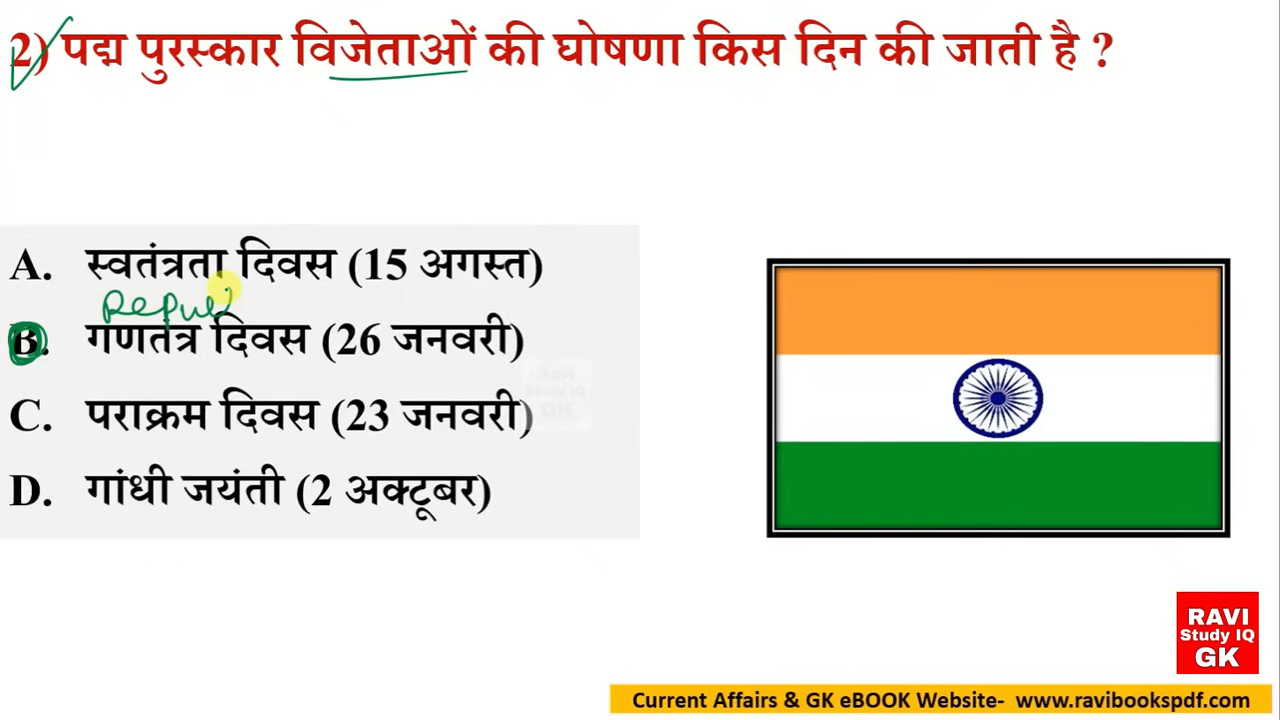 2) पद्म पुरस्कार विजेताओं की घोषणा किस दिन की जाती है ?
A. स्वतंत्रता दिवस (15 अगस्त)
Republ
B. गणतंत्र दिवस (26 जनवरी)
C. पराक्रम दिवस (23 जनवरी)
D. गांधी जयंती (2 अक्टूबर)
RAVI
Study IQ
GK
Current Affairs & GK eBOOK Website- www.ravibookspdf.com